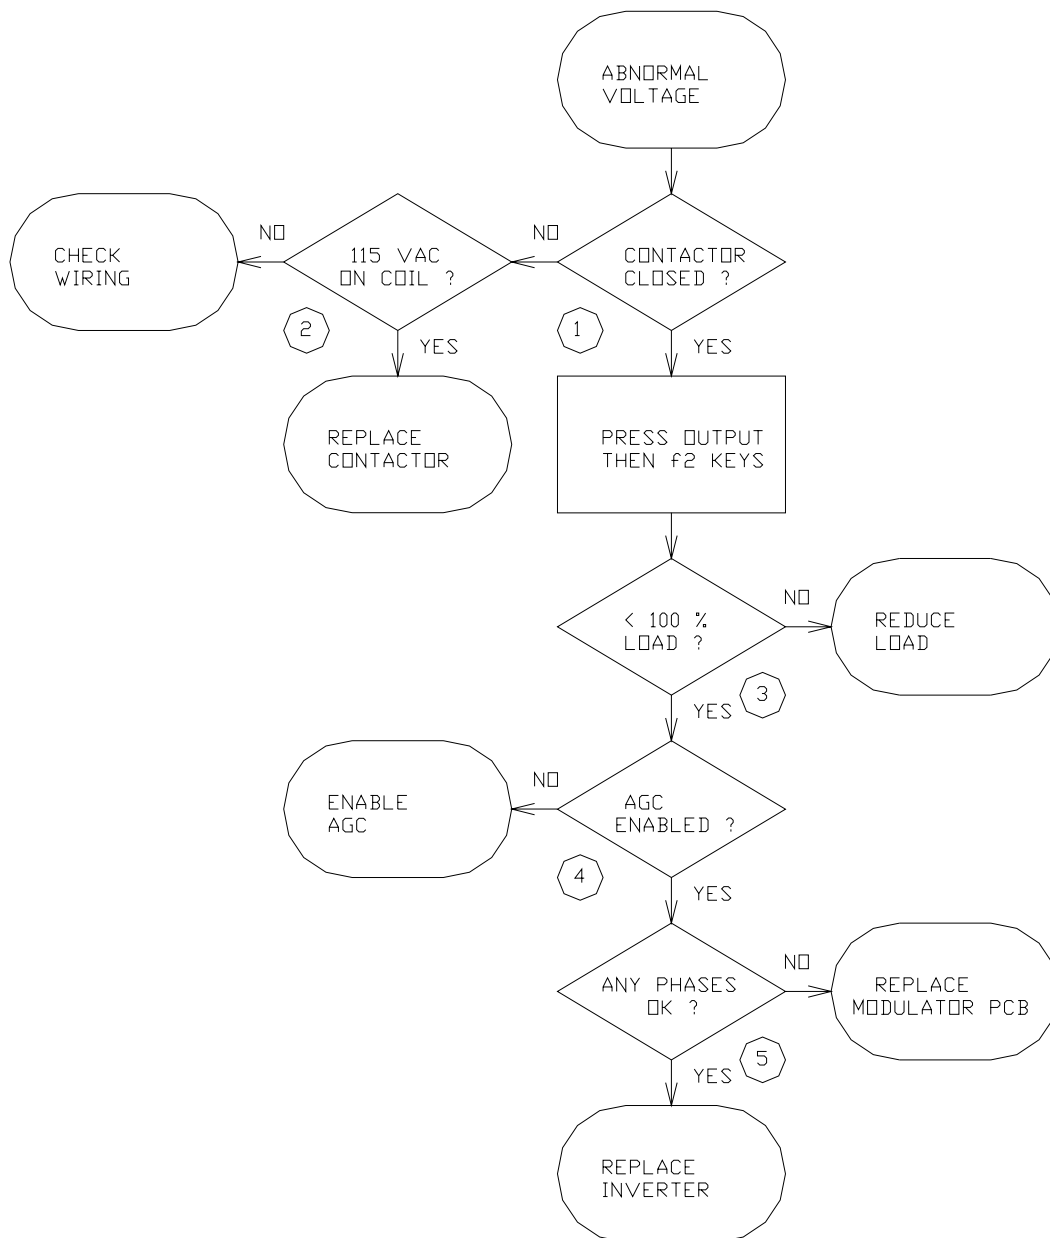 ABNORMAL
VOLTAGE
NO
NO
CHECK
WIRING
115 VAC
ON COIL ?
CONTACTOR
CLOSED ?
2
1
YES
YES
REPLACE
CONTACTOR
PRESS OUTPUT
THEN f2 KEYS
NO
< 100 %
LOAD ?
REDUCE
LOAD
3
YES
NO
ENABLE
AGC
AGC
ENABLED ?
4
YES
NO
ANY PHASES
OK ?
REPLACE
MODULATOR PCB
5
YES
REPLACE
INVERTER